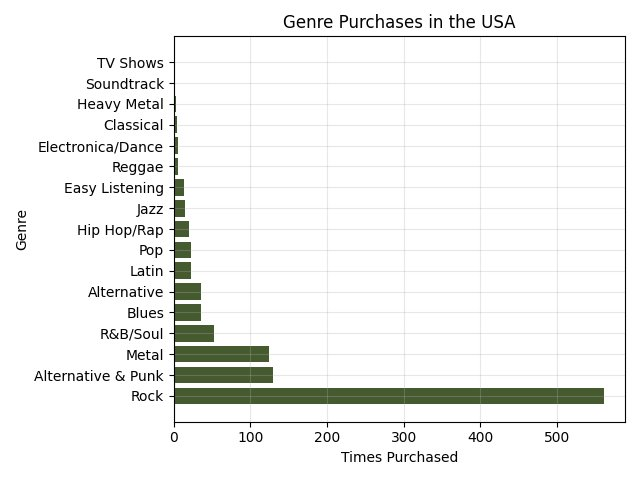 Genre Purchases in the USA
TV Shows
Soundtrack
Heavy Metal
Classical
Electronica/Dance
Reggae
Easy Listening
Jazz
Hip Hop/Rap
Pop
Latin
Alternative
Blues
R&B/Soul
Metal
Alternative & Punk
Rock
Genre
0 100 200 300 400 500
Times Purchased